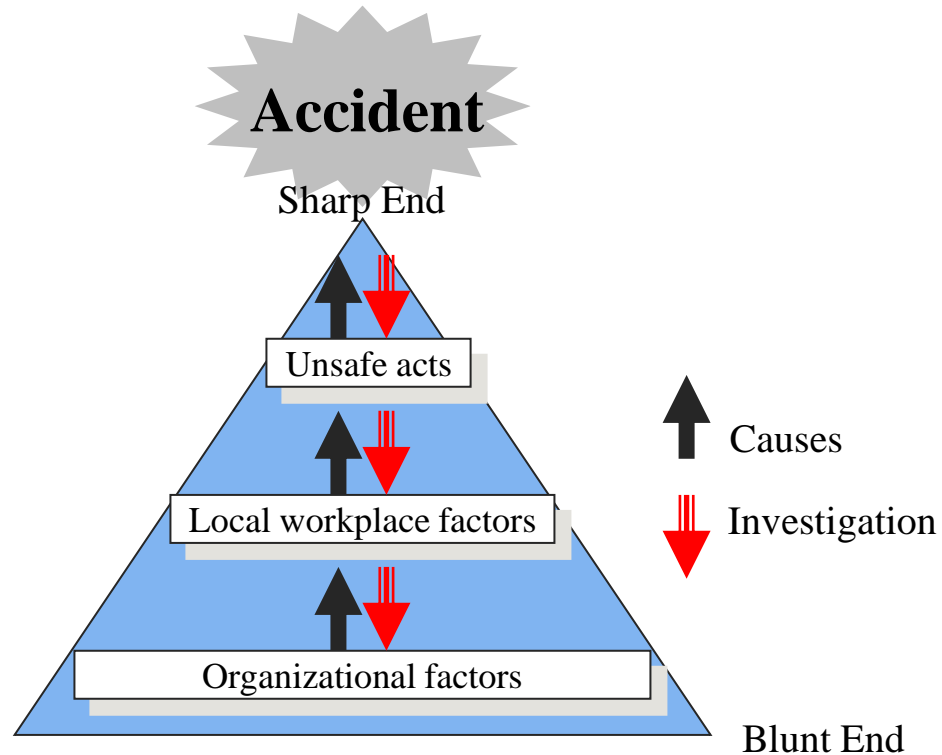 Accident
Sharp End
Unsafe acts
Causes
Local workplace factors
Investigation
Organizational factors
Blunt End